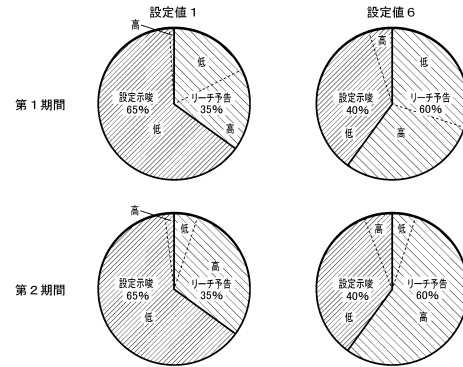 設定値１
設定値６
第１期間
高
低
設定示唆
65%
リーチ予告
35%
低
高
高
低
設定示唆
40%
リーチ予告
60%
低
高
第２期間
高
低
高
設定示唆
65%
リーチ予告
35%
低
高
低
設定示唆
40%
リーチ予告
60%
低
高